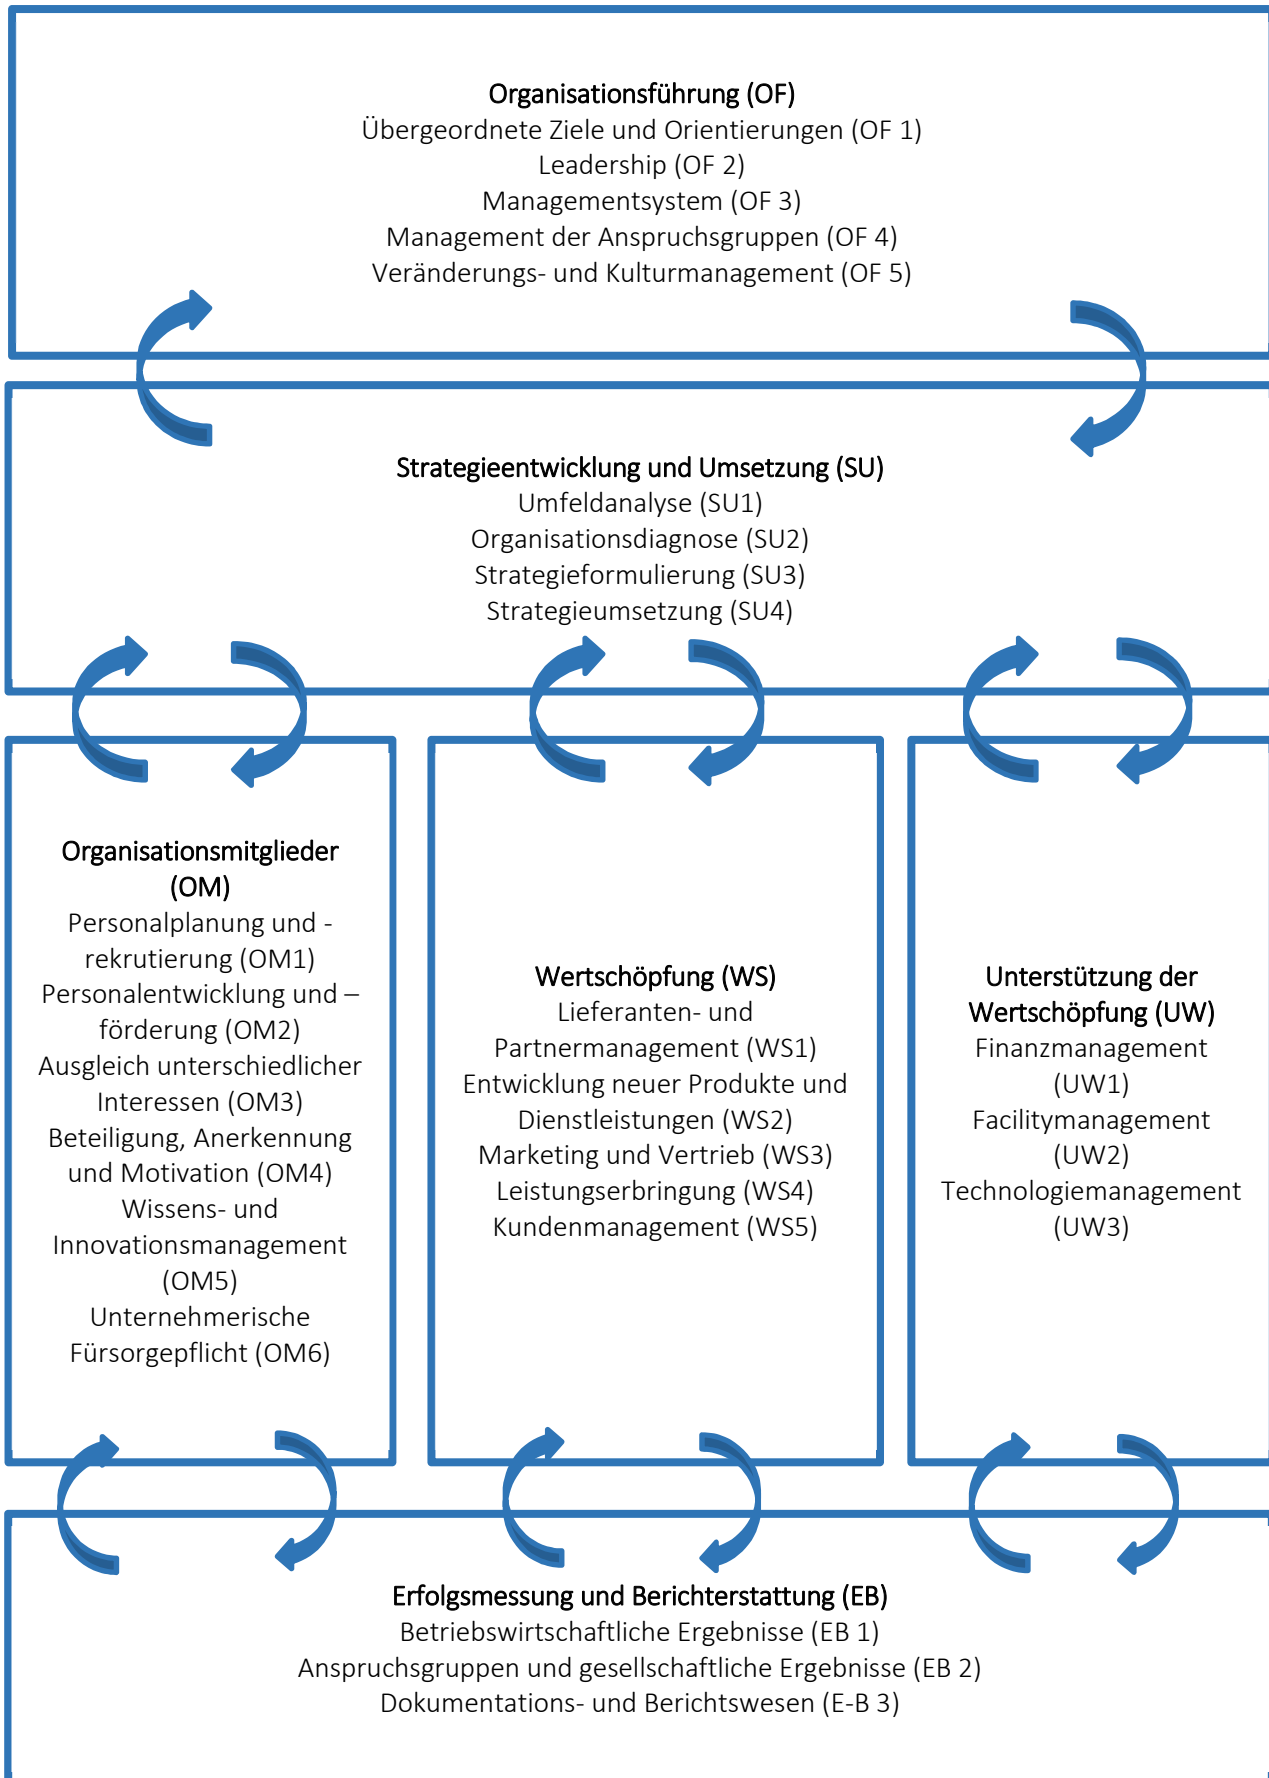 Organisationsführung (OF)
Übergeordnete Ziele und Orientierungen (OF 1)
Leadership (OF 2)
Managementsystem (OF 3)
Management der Anspruchsgruppen (OF 4)
Veränderungs- und Kulturmanagement (OF 5)
Strategieentwicklung und Umsetzung (SU)
Umfeldanalyse (SU1)
Organisationsdiagnose (SU2)
Strategieformulierung (SU3)
Strategieumsetzung (SU4)
Organisationsmitglieder
(OM)
Personalplanung und -
rekrutierung (OM1)
Personalentwicklung und –
förderung (OM2)
Ausgleich unterschiedlicher
Interessen (OM3)
Beteiligung, Anerkennung
und Motivation (OM4)
Wissens- und
Innovationsmanagement
(OM5)
Unternehmerische
Fürsorgepflicht (OM6)
Wertschöpfung (WS)
Lieferanten- und
Partnermanagement (WS1)
Entwicklung neuer Produkte und
Dienstleistungen (WS2)
Marketing und Vertrieb (WS3)
Leistungserbringung (WS4)
Kundenmanagement (WS5)
Unterstützung der
Wertschöpfung (UW)
Finanzmanagement
(UW1)
Facilitymanagement
(UW2)
Technologiemanagement
(UW3)
Erfolgsmessung und Berichterstattung (EB)
Betriebswirtschaftliche Ergebnisse (EB 1)
Anspruchsgruppen und gesellschaftliche Ergebnisse (EB 2)
Dokumentations- und Berichtswesen (E-B 3)